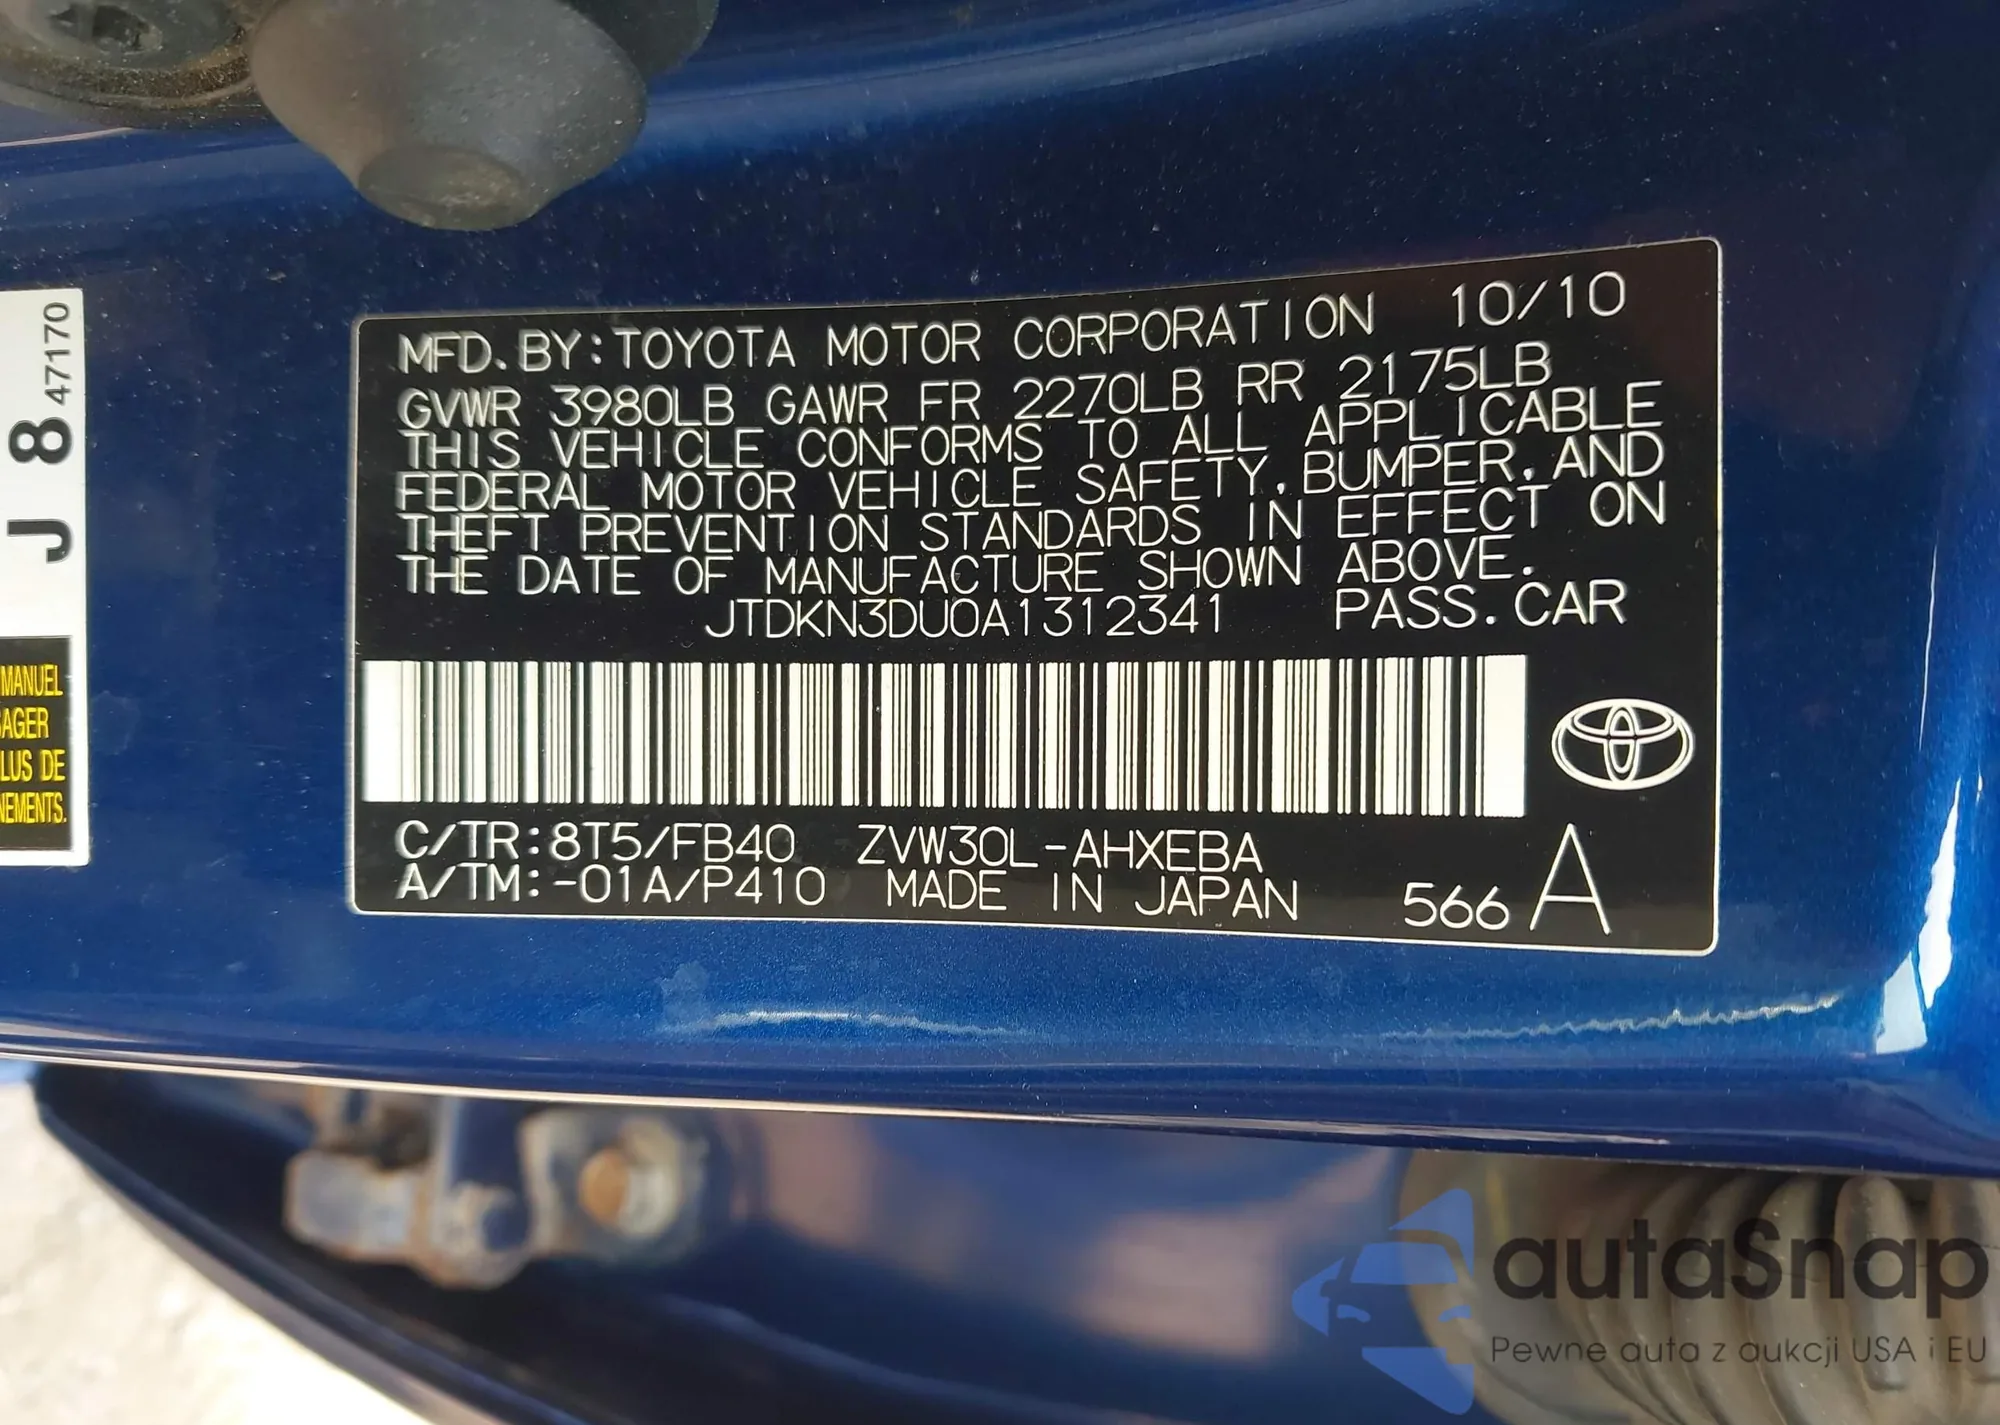 MFD. BY: TOYOTA MOTOR CORPORATION 10/10
GVWR 3980LB GAWR FR 2270LB RR 2175LB
THIS VEHICLE CONFORMS TO ALL APPLICABLE
FEDERAL MOTOR VEHICLE SAFETY, BUMPER, AND
THEFT PREVENTION STANDARDS IN EFFECT ON
THE DATE OF MANUFACTURE SHOWN ABOVE.
JTDKN3DU0A1312341 PASS. CAR
C/TR: 8T5/FB40 ZVW30L-AHXEBA
A/TM: -01A/P410 MADE IN JAPAN 566 A
J 8 47170
MANUEL
LUS DE
autaSnap
Pewne auta z aukcji USA i EU